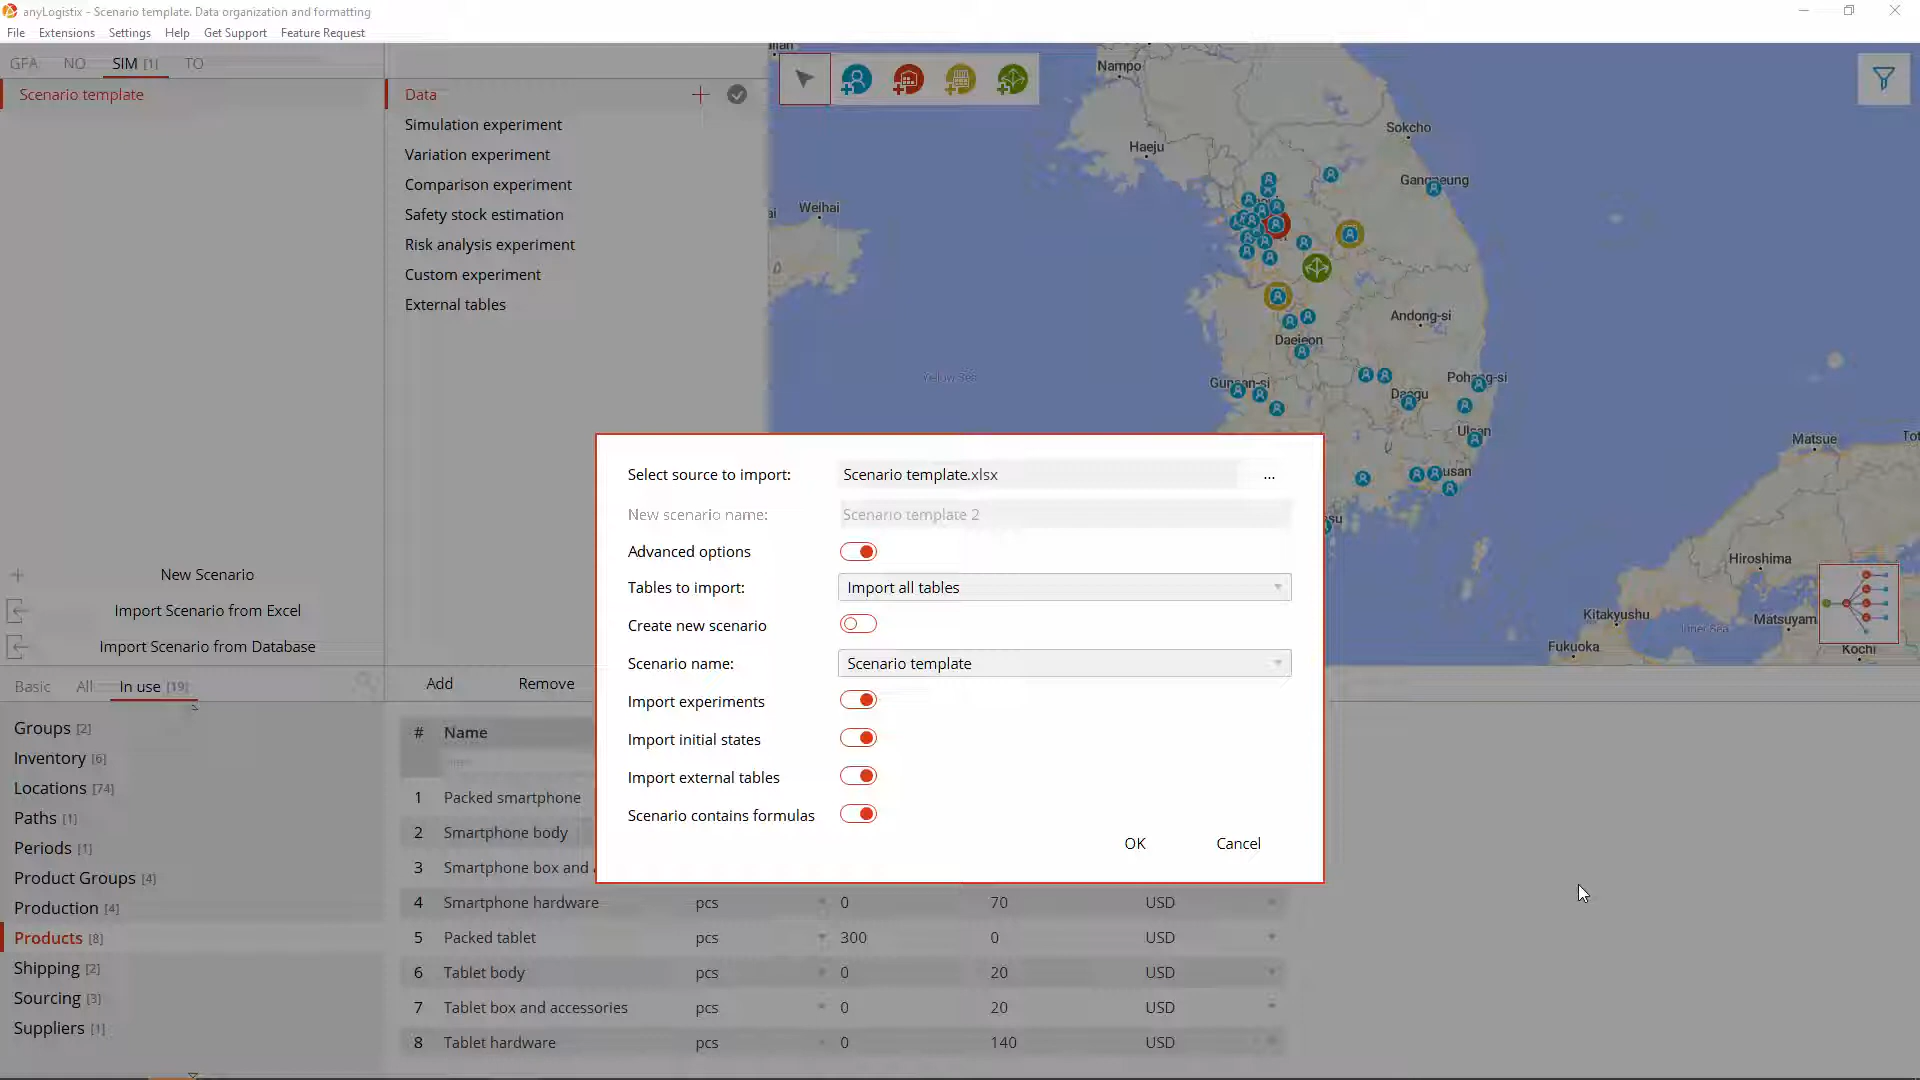 anyLogistix - Scenario template. Data organization and formatting
File Extensions Settings Help Get Support Feature Request
GFA NO SIM [1] TO
Scenario template
Data
Simulation experiment
Variation experiment
Comparison experiment
Safety stock estimation
Risk analysis experiment
Custom experiment
External tables
New Scenario
Import Scenario from Excel
Import Scenario from Database
Nampo
Sokcho
Haeju
Gangneung
Weihai
Yellow Sea
Daejeon
Andong-si
Gunsan-si
Pohang-si
Daegu
Ulsan
Busan
su
Matsue
Tot
Hiroshima
Kitakyushu
Inner Sea
Matsuyam
Fukuoka
Kochi
Select source to import: Scenario template.xlsx ...
New scenario name: Scenario template 2
Advanced options
Tables to import: Import all tables
Create new scenario
Scenario name: Scenario template
Import experiments
Import initial states
Import external tables
Scenario contains formulas
OK Cancel
Basic All In use [19]
Groups [2]
Inventory [6]
Locations [74]
Paths [1]
Periods [1]
Product Groups [4]
Production [4]
Products [8]
Shipping [2]
Sourcing [3]
Suppliers [1]
Add Remove
# Name
1 Packed smartphone
2 Smartphone body
3 Smartphone box and
4 Smartphone hardware pcs 0 70 USD
5 Packed tablet pcs 300 0 USD
6 Tablet body pcs 0 20 USD
7 Tablet box and accessories pcs 0 20 USD
8 Tablet hardware pcs 0 140 USD